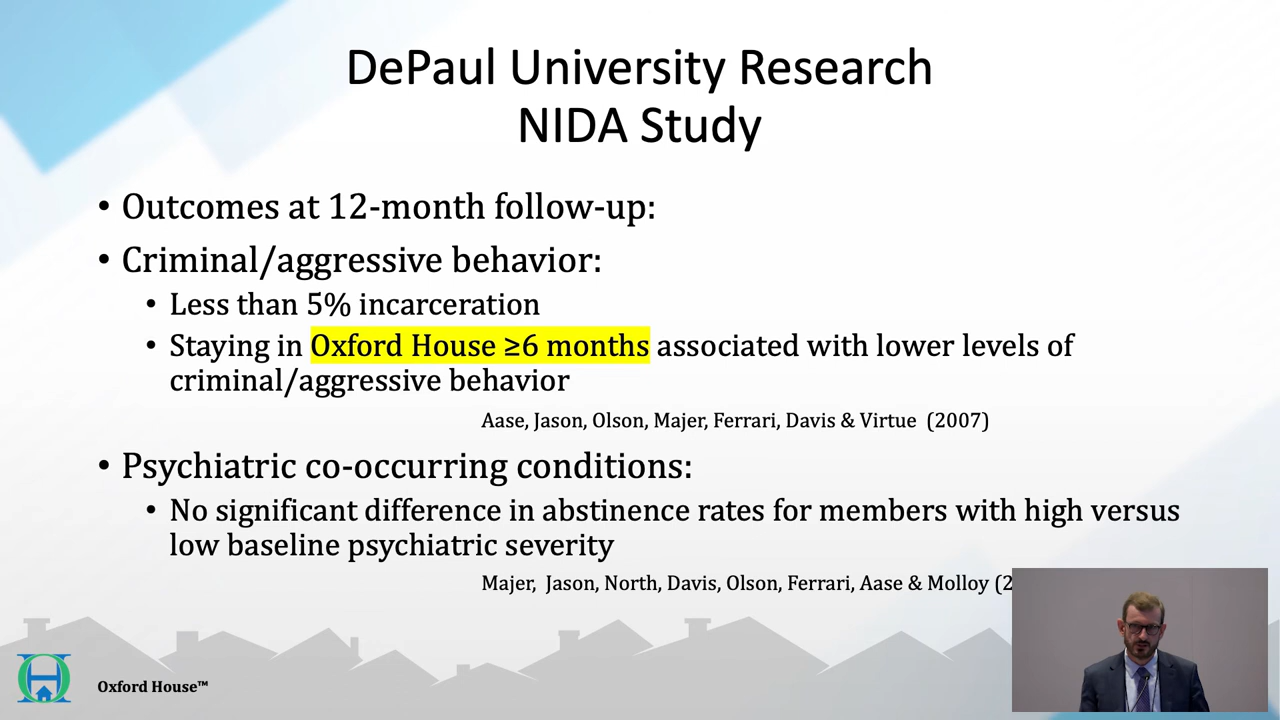 DePaul University Research
NIDA Study
• Outcomes at 12-month follow-up:
• Criminal/aggressive behavior:
• Less than 5% incarceration
• Staying in Oxford House ≥6 months associated with lower levels of
criminal/aggressive behavior
Aase, Jason, Olson, Majer, Ferrari, Davis & Virtue (2007)
• Psychiatric co-occurring conditions:
• No significant difference in abstinence rates for members with high versus
low baseline psychiatric severity
Majer, Jason, North, Davis, Olson, Ferrari, Aase & Molloy (2
Oxford House™